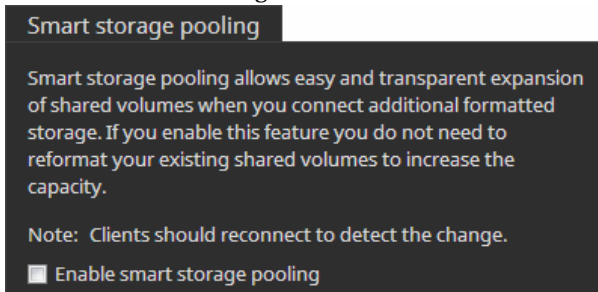 Smart storage pooling
Smart storage pooling allows easy and transparent expansion
of shared volumes when you connect additional formatted
storage. If you enable this feature you do not need to
reformat your existing shared volumes to increase the
capacity.
Note: Clients should reconnect to detect the change.
Enable smart storage pooling